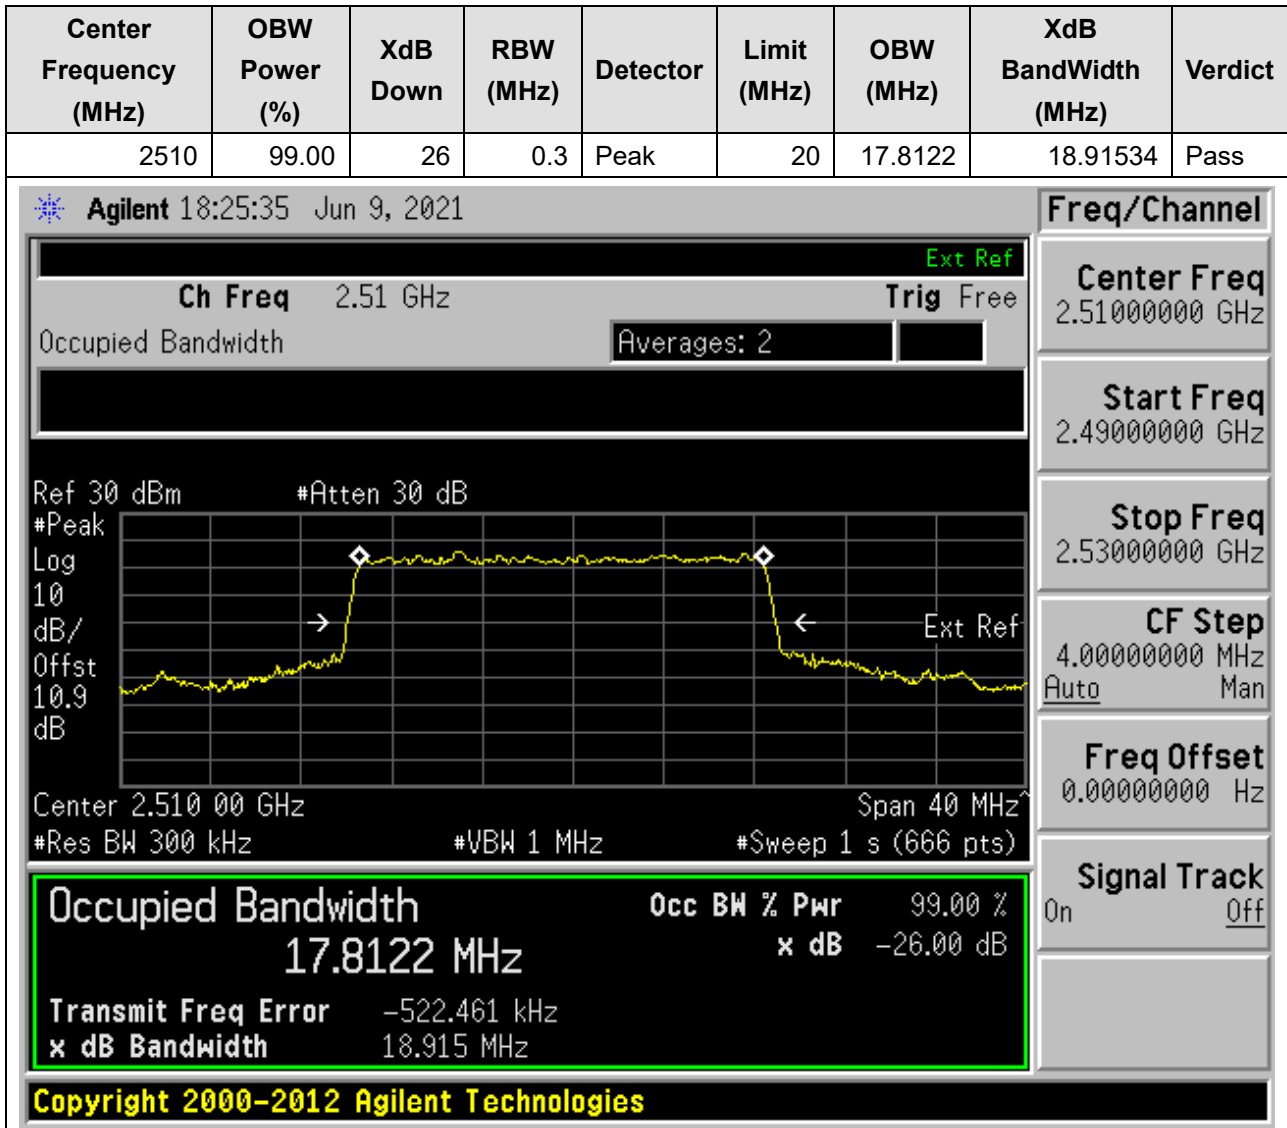 Center Frequency (MHz) OBW Power (%) XdB Down RBW (MHz) Detector Limit (MHz) OBW (MHz) XdB BandWidth (MHz) Verdict
2510 99.00 26 0.3 Peak 20 17.8122 18.91534 Pass
Agilent 18:25:35 Jun 9, 2021
Freq/Channel
Ext Ref
Ch Freq 2.51 GHz Trig Free
Occupied Bandwidth Averages: 2
Center Freq
2.51000000 GHz
Start Freq
2.49000000 GHz
Stop Freq
2.53000000 GHz
CF Step
4.00000000 MHz
Auto Man
Freq Offset
0.00000000 Hz
Signal Track
On Off
Ref 30 dBm #Atten 30 dB
#Peak
Log
10
dB/
Offst
10.9
dB
Ext Ref
Center 2.510 00 GHz Span 40 MHz^
#Res BW 300 kHz #VBW 1 MHz #Sweep 1 s (666 pts)
Occupied Bandwidth
17.8122 MHz
Occ BW % Pwr 99.00 %
x dB -26.00 dB
Transmit Freq Error -522.461 kHz
x dB Bandwidth 18.915 MHz
Copyright 2000-2012 Agilent Technologies